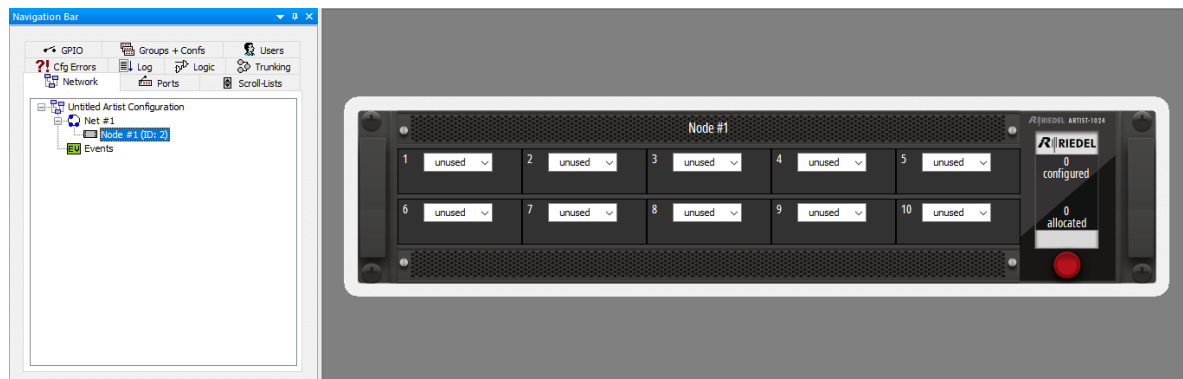 Navigation Bar
GPIO Groups + Confs Users
?! Cfg Errors Log Logic Trunking
Network Ports Scroll-Lists
Untitled Artist Configuration
Net #1
Node #1 (ID: 2)
EV Events
Node #1
RIEDEL ARTIST-1024
RIEDEL
0
configured
0
allocated
1 unused 2 unused 3 unused 4 unused 5 unused
6 unused 7 unused 8 unused 9 unused 10 unused